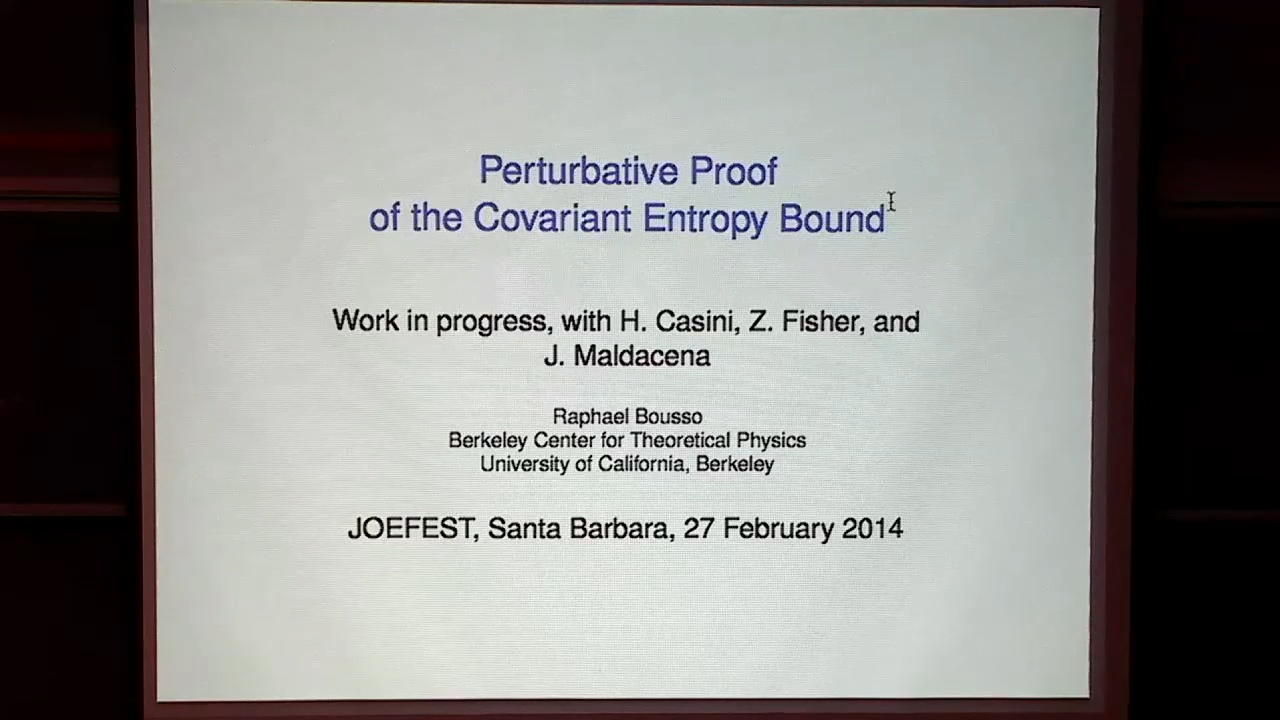 Perturbative Proof
of the Covariant Entropy Bound
Work in progress, with H. Casini, Z. Fisher, and
J. Maldacena
Raphael Bousso
Berkeley Center for Theoretical Physics
University of California, Berkeley
JOEFEST, Santa Barbara, 27 February 2014